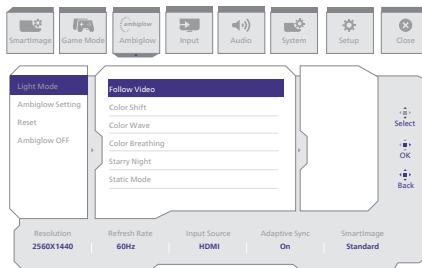 ambiglow
SmartImage Game Mode Ambiglow Input Audio System Setup Close
Light Mode
Ambiglow Setting
Reset
Ambiglow OFF
Follow Video
Color Shift
Color Wave
Color Breathing
Starry Night
Static Mode
Select
OK
Back
Resolution Refresh Rate Input Source Adaptive Sync SmartImage
2560X1440 60Hz HDMI On Standard